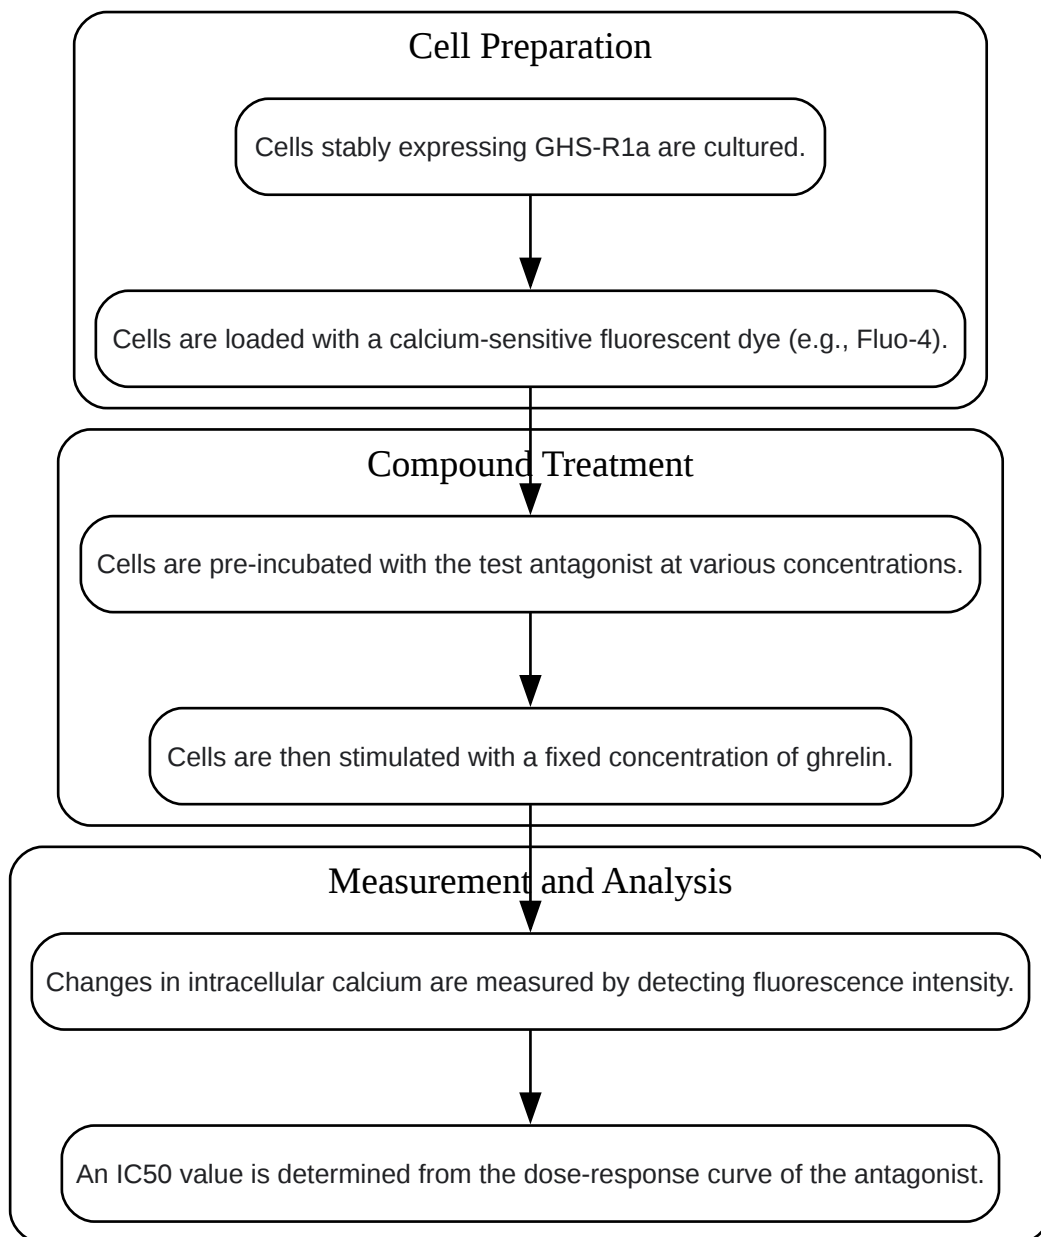 Cell Preparation
Cells stably expressing GHS-R1a are cultured.
Cells are loaded with a calcium-sensitive fluorescent dye (e.g., Fluo-4).
Compound Treatment
Cells are pre-incubated with the test antagonist at various concentrations.
Cells are then stimulated with a fixed concentration of ghrelin.
Measurement and Analysis
Changes in intracellular calcium are measured by detecting fluorescence intensity.
An IC50 value is determined from the dose-response curve of the antagonist.